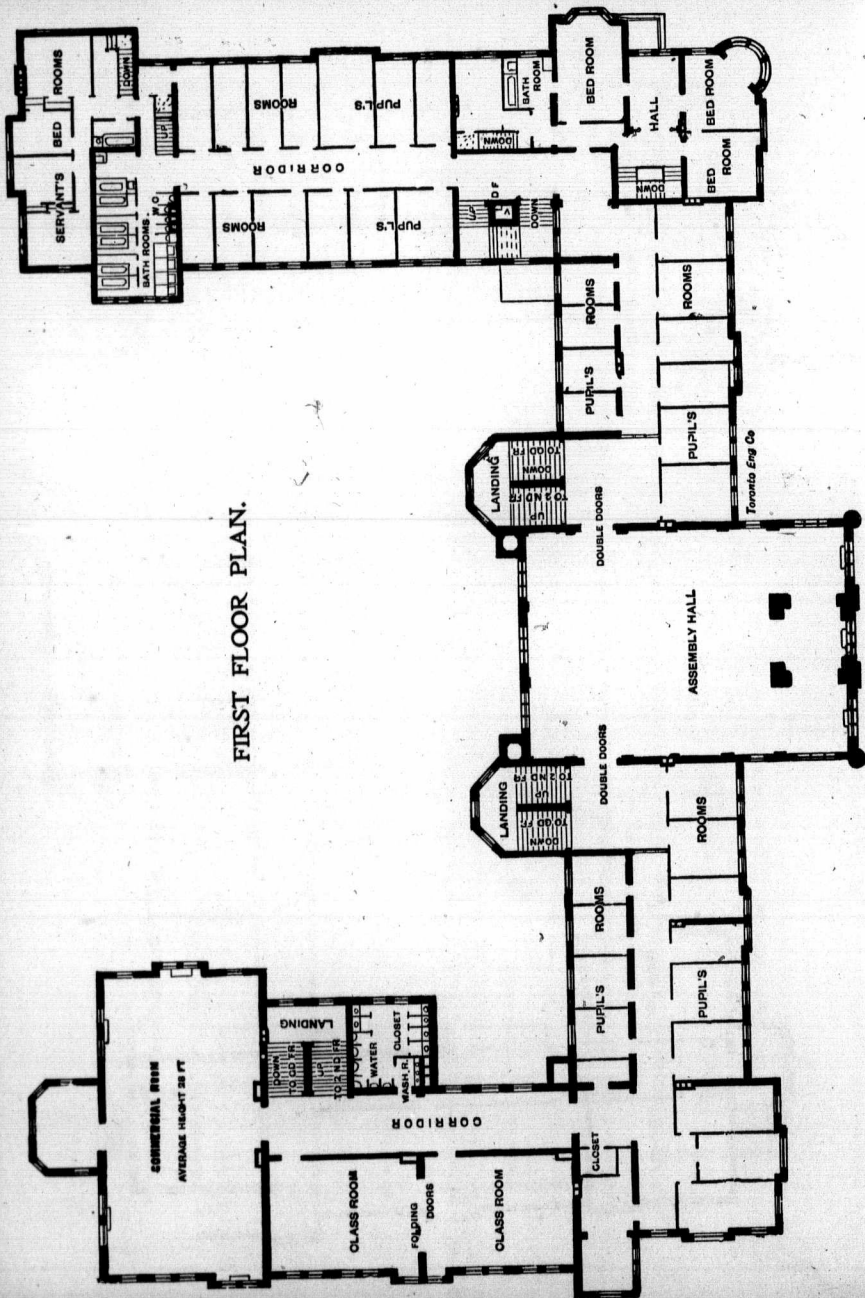 FIRST FLOOR PLAN.
COMMERCIAL ROOM
AVERAGE HEIGHT 28 FT
LANDING
DOWN
TO GD FR.
UP
TO 2ND FR
WATER
CLOSET
WASH. R.
CORRIDOR
CLASS ROOM
FOLDING
DOORS
CLASS ROOM
CLOSET
PUPIL'S
ROOMS
PUPIL'S
ROOMS
LANDING
DOWN
TO GD FR.
UP
TO 2ND FR
DOUBLE DOORS
ASSEMBLY HALL
DOUBLE DOORS
LANDING
UP
TO 2ND FR.
DOWN
TO GD FR.
PUPIL'S
ROOMS
PUPIL'S
ROOMS
Toronto Eng Co
SERVANT'S
BED
ROOMS
DOWN
BATH ROOMS.
W.C
UP
ROOMS
PUPIL'S
CORRIDOR
ROOMS
PUPIL'S
UP
D F
V
DOWN
DOWN
BATH
ROOM
BED ROOM
HALL
DOWN
BED
ROOM
BED ROOM